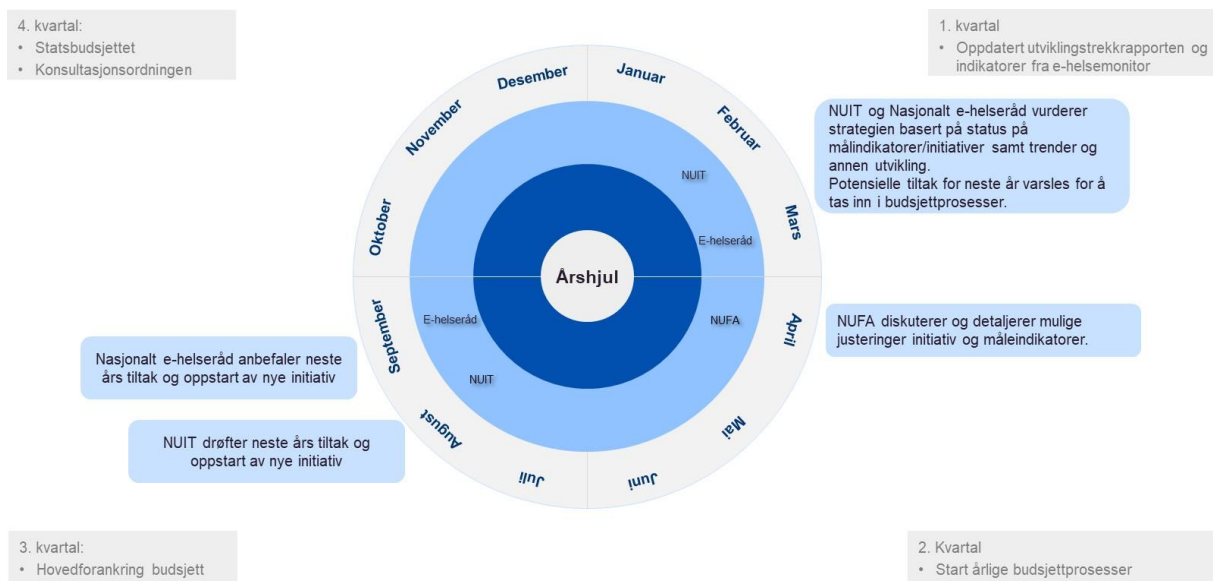 4. kvartal:
• Statsbudsjettet
• Konsultasjonsordningen
1. kvartal
• Oppdatert utviklingstrekkrapporten og
indikatorer fra e-helsemonitor
NUIT og Nasjonalt e-helseråd vurderer
strategien basert på status på
målindikatorer/initiativer samt trender og
annen utvikling.
Potensielle tiltak for neste år varsles for å
tas inn i budsjettprosesser.
Januar
Februar
Mars
April
Mai
Juni
Juli
August
September
Oktober
November
Desember
NUIT
E-helseråd
NUFA
E-helseråd
NUIT
Årshjul
NUFA diskuterer og detaljerer mulige
justeringer initiativ og måleindikatorer.
Nasjonalt e-helseråd anbefaler neste
års tiltak og oppstart av nye initiativ
NUIT drøfter neste års tiltak og
oppstart av nye initiativ
3. kvartal:
• Hovedforankring budsjett
2. Kvartal
• Start årlige budsjettprosesser